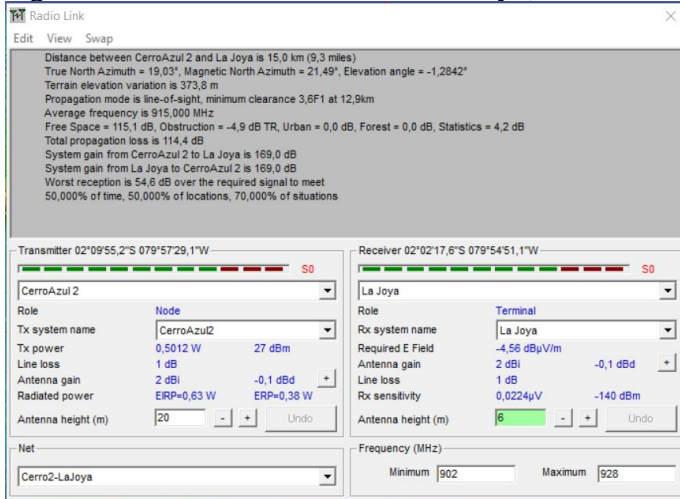 Radio Link
Edit View Swap
Distance between CerroAzul 2 and La Joya is 15,0 km (9,3 miles)
True North Azimuth = 19,03°, Magnetic North Azimuth = 21,49°, Elevation angle = -1,2842°
Terrain elevation variation is 373,8 m
Propagation mode is line-of-sight, minimum clearance 3,6F1 at 12,9km
Average frequency is 915,000 MHz
Free Space = 115,1 dB, Obstruction = -4,9 dB TR, Urban = 0,0 dB, Forest = 0,0 dB, Statistics = 4,2 dB
Total propagation loss is 114,4 dB
System gain from CerroAzul 2 to La Joya is 169,0 dB
System gain from La Joya to CerroAzul 2 is 169,0 dB
Worst reception is 54,6 dB over the required signal to meet
50,000% of time, 50,000% of locations, 70,000% of situations
Transmitter 02°09'55,2"S 079°57'29,1"W
S0
CerroAzul 2
Role Node
Tx system name CerroAzul2
Tx power 0,5012 W 27 dBm
Line loss 1 dB
Antenna gain 2 dBi -0,1 dBd +
Radiated power EIRP=0,63 W ERP=0,38 W
Antenna height (m) 20 - + Undo
Receiver 02°02'17,6"S 079°54'51,1"W
S0
La Joya
Role Terminal
Rx system name La Joya
Required E Field -4,56 dBµV/m
Antenna gain 2 dBi -0,1 dBd +
Line loss 1 dB
Rx sensitivity 0,0224µV -140 dBm
Antenna height (m) 6 - + Undo
Net
Cerro2-LaJoya
Frequency (MHz)
Minimum 902 Maximum 928